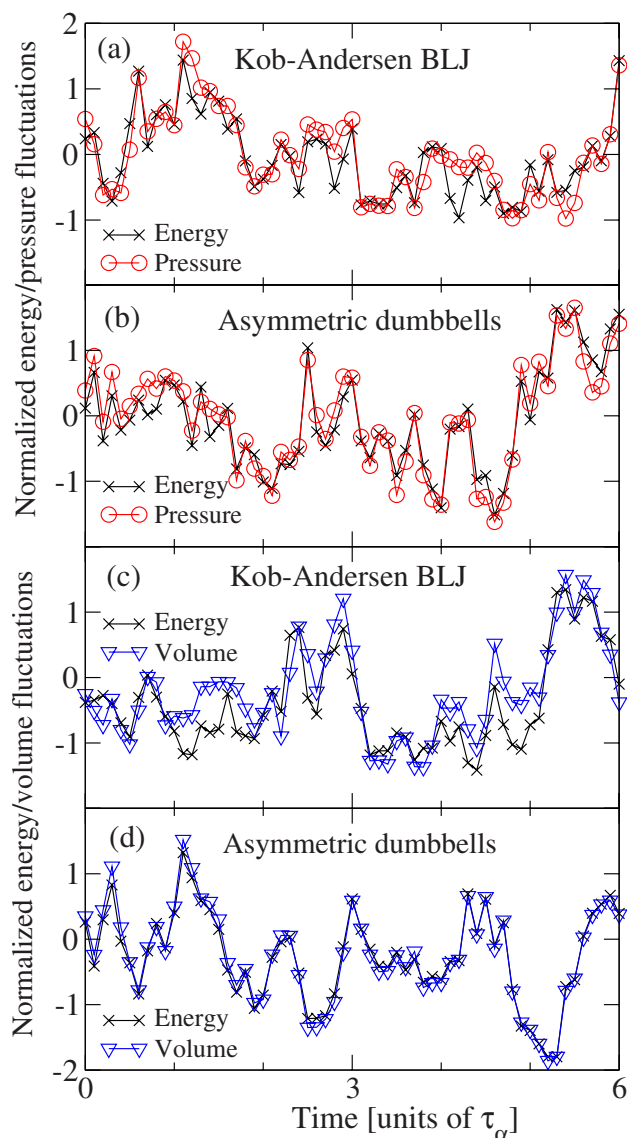 Normalized energy/pressure fluctuations
2
(a)
Kob-Andersen BLJ
1
0
-1
Energy
Pressure
(b)
Asymmetric dumbbells
1
0
-1
Energy
Pressure
Normalized energy/volume fluctuations
(c)
Kob-Andersen BLJ
1
Energy
Volume
0
-1
(d)
Asymmetric dumbbells
1
0
-1
Energy
Volume
-2
0 3 6
Time [units of τα]